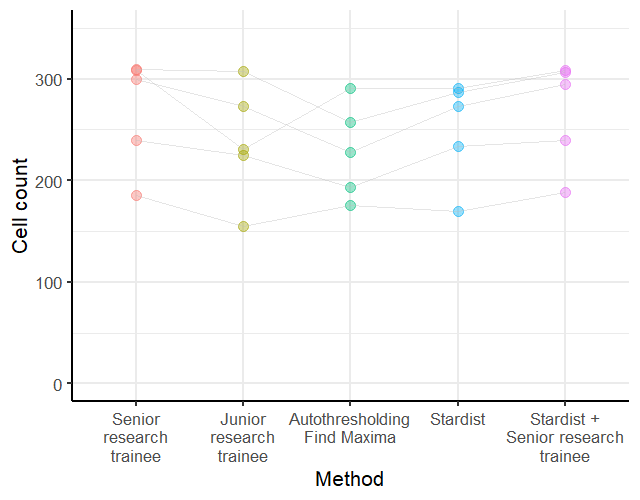 Cell count
300
200
100
0
Senior
research
trainee
Junior
research
trainee
Autothresholding
Find Maxima
Stardist
Stardist +
Senior research
trainee
Method